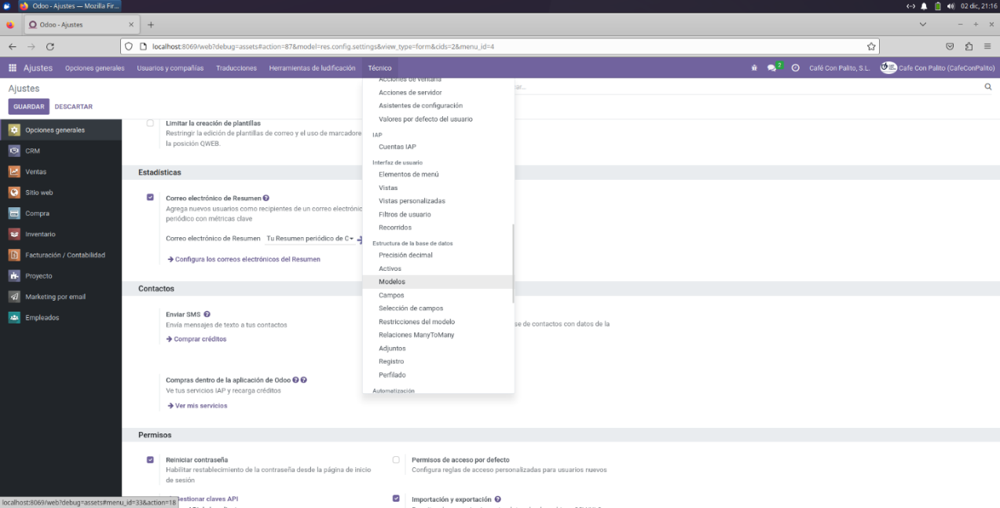 Odoo - Ajustes — Mozilla Fir...
02 dic, 21:16
Odoo - Ajustes
localhost:8069/web?debug=assets#action=87&model=res.config.settings&view_type=form&cids=2&menu_id=4
Ajustes Opciones generales Usuarios y compañías Traducciones Herramientas de ludificación Técnico 2 Café Con Palito, S.L. Cafe Con Palito (CafeConPalito)
Ajustes
GUARDAR DESCARTAR
Opciones generales
CRM
Ventas
Sitio web
Compra
Inventario
Facturación / Contabilidad
Proyecto
Marketing por email
Empleados
Limitar la creación de plantillas
Restringir la edición de plantillas de correo y el uso de marcadore
la posición QWEB.
Estadísticas
Correo electrónico de Resumen
Agrega nuevos usuarios como recipientes de un correo electrónic
periódico con métricas clave
Correo electrónico de Resumen Tu Resumen periódico de C
Configura los correos electrónicos del Resumen
Contactos
Enviar SMS
Envía mensajes de texto a tus contactos
se de contactos con datos de la
Comprar créditos
Compras dentro de la aplicación de Odoo
Ve tus servicios IAP y recarga créditos
Ver mis servicios
Permisos
Reiniciar contraseña
Habilitar restablecimiento de la contraseña desde la página de inicio
de sesión
Permisos de acceso por defecto
Configura reglas de acceso personalizadas para usuarios nuevos
Gestionar claves API
Importación y exportación
Acciones de ventana
Acciones de servidor
Asistentes de configuración
Valores por defecto del usuario
IAP
Cuentas IAP
Interfaz de usuario
Elementos de menú
Vistas
Vistas personalizadas
Filtros de usuario
Recorridos
Estructura de la base de datos
Precisión decimal
Activos
Modelos
Campos
Selección de campos
Restricciones del modelo
Relaciones ManyToMany
Adjuntos
Registro
Perfilado
Automatización
localhost:8069/web?debug=assets#menu_id=33&action=18